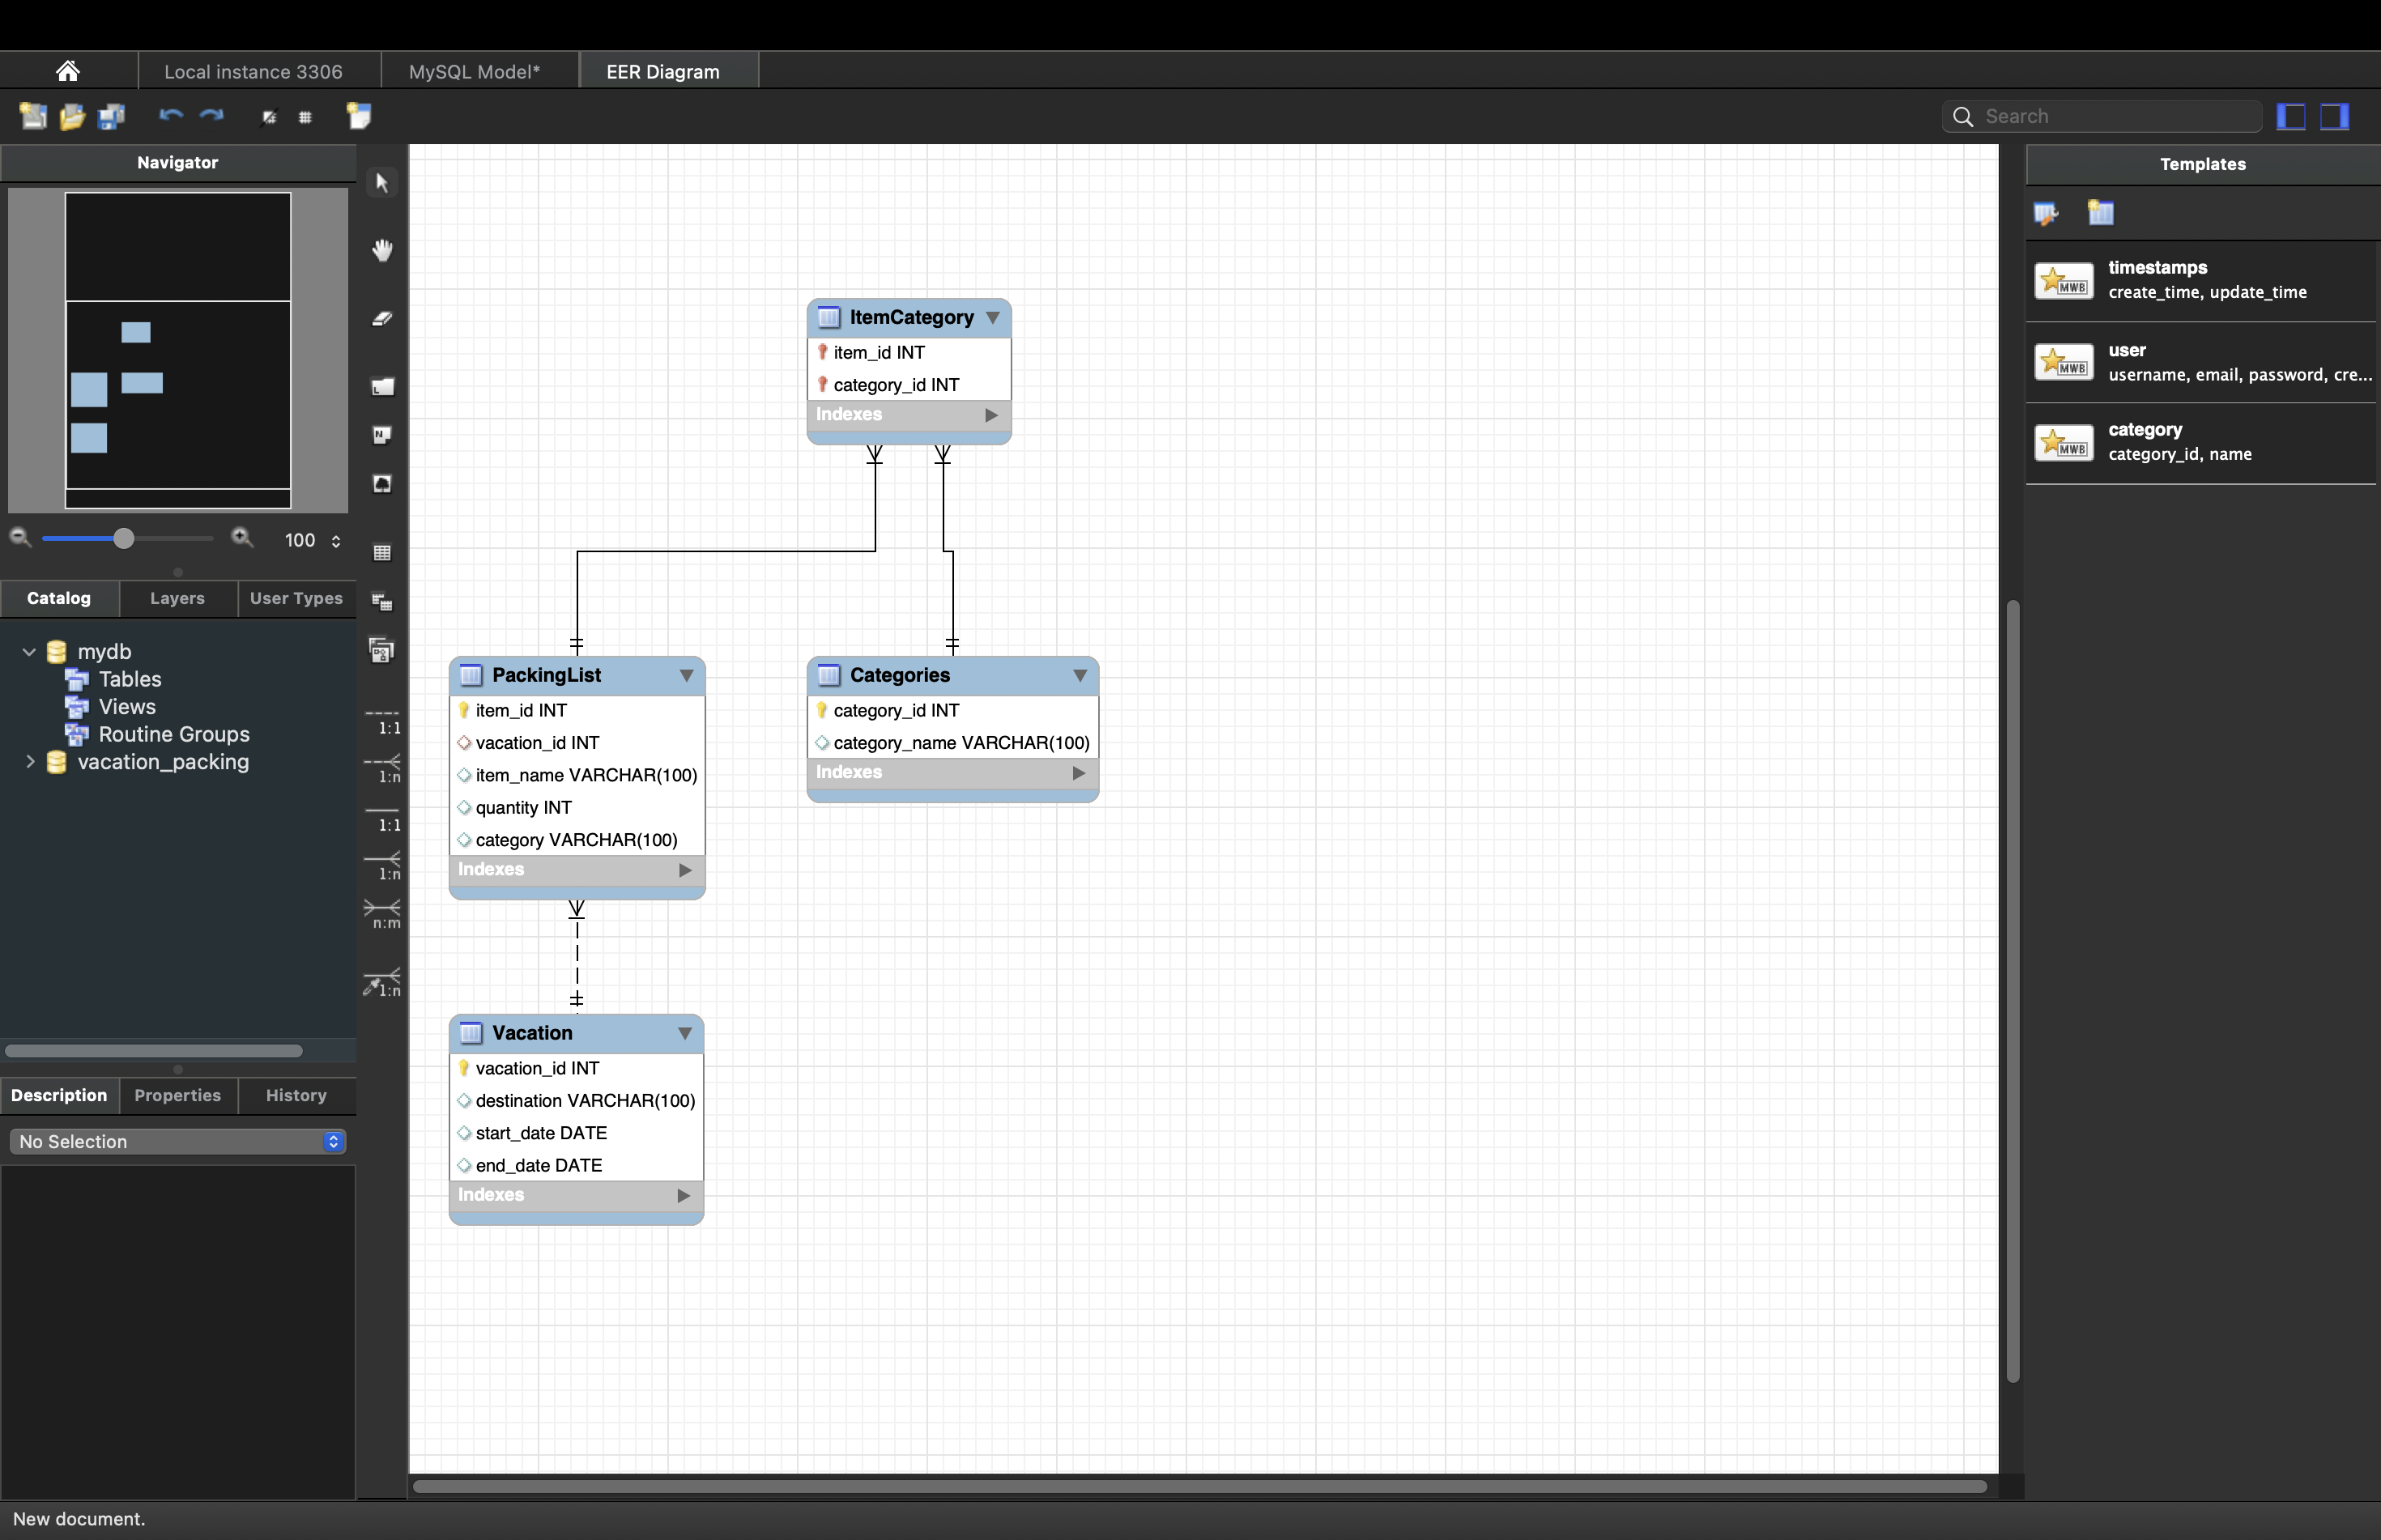 Local instance 3306
MySQL Model*
EER Diagram
Search
Navigator
100
Catalog
Layers
User Types
mydb
Tables
Views
Routine Groups
vacation_packing
Description
Properties
History
No Selection
New document.
L
N
1:1
1:n
1:1
1:n
n:m
1:n
ItemCategory
item_id INT
category_id INT
Indexes
PackingList
item_id INT
vacation_id INT
item_name VARCHAR(100)
quantity INT
category VARCHAR(100)
Indexes
Categories
category_id INT
category_name VARCHAR(100)
Indexes
Vacation
vacation_id INT
destination VARCHAR(100)
start_date DATE
end_date DATE
Indexes
Templates
MWB
timestamps
create_time, update_time
MWB
user
username, email, password, cre...
MWB
category
category_id, name